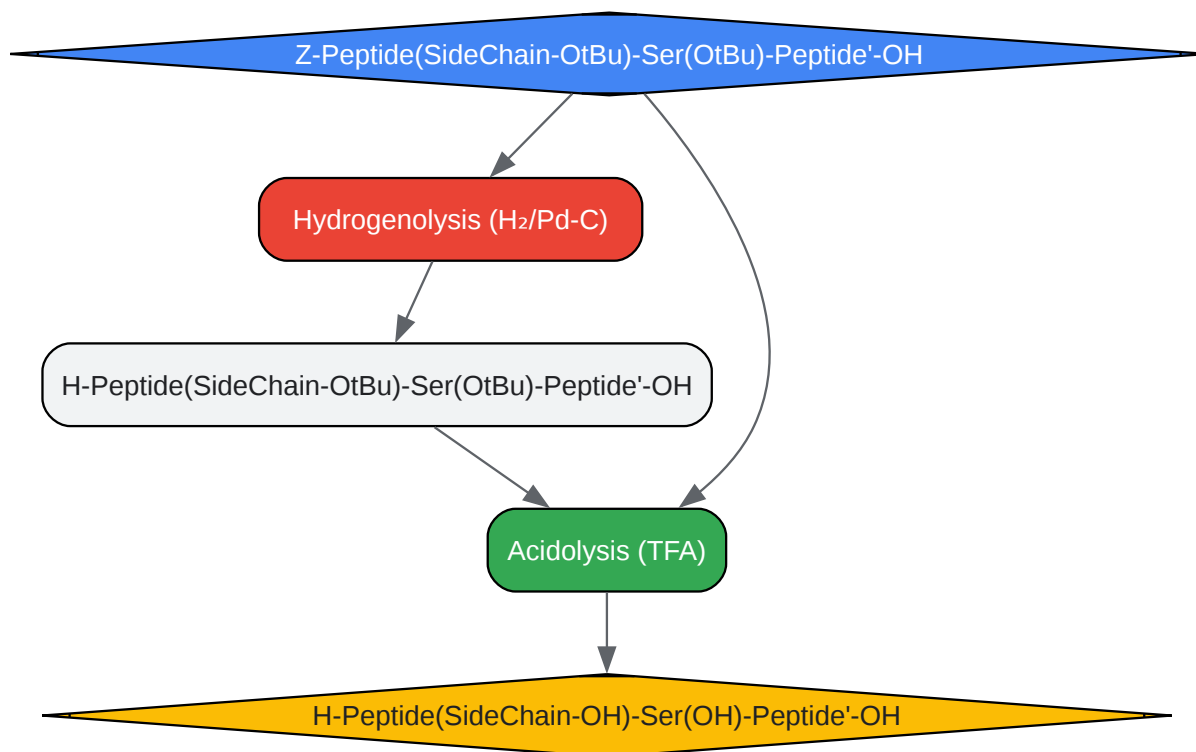 Z-Peptide(SideChain-OtBu)-Ser(OtBu)-Peptide'-OH
Hydrogenolysis (H₂/Pd-C)
H-Peptide(SideChain-OtBu)-Ser(OtBu)-Peptide'-OH
Acidolysis (TFA)
H-Peptide(SideChain-OH)-Ser(OH)-Peptide'-OH